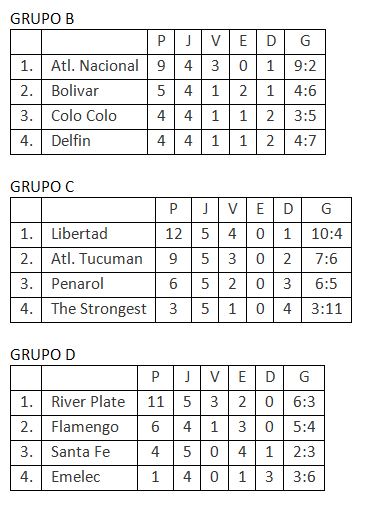 GRUPO B
P J V E D G
1. Atl. Nacional 9 4 3 0 1 9:2
2. Bolivar 5 4 1 2 1 4:6
3. Colo Colo 4 4 1 1 2 3:5
4. Delfin 4 4 1 1 2 4:7
GRUPO C
P J V E D G
1. Libertad 12 5 4 0 1 10:4
2. Atl. Tucuman 9 5 3 0 2 7:6
3. Penarol 6 5 2 0 3 6:5
4. The Strongest 3 5 1 0 4 3:11
GRUPO D
P J V E D G
1. River Plate 11 5 3 2 0 6:3
2. Flamengo 6 4 1 3 0 5:4
3. Santa Fe 4 5 0 4 1 2:3
4. Emelec 1 4 0 1 3 3:6